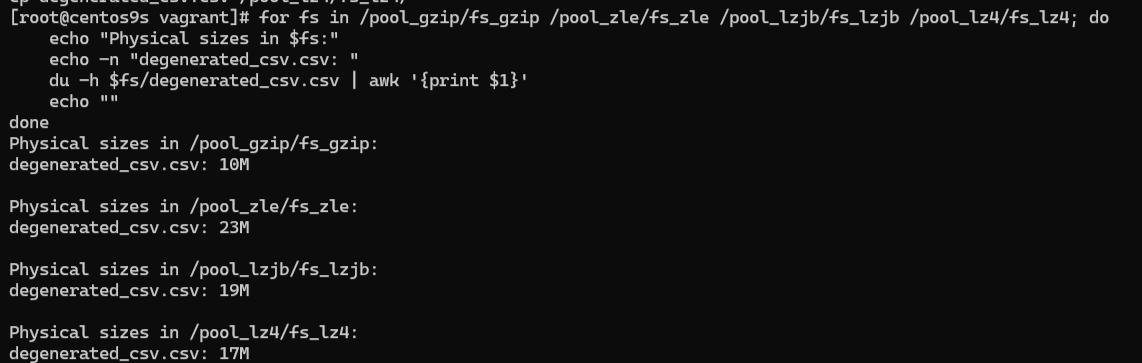 [root@centos9s vagrant]# for fs in /pool_gzip/fs_gzip /pool_zle/fs_zle /pool_lzjb/fs_lzjb /pool_lz4/fs_lz4; do
    echo "Physical sizes in $fs:"
    echo -n "degenerated_csv.csv: "
    du -h $fs/degenerated_csv.csv | awk '{print $1}'
    echo ""
done
Physical sizes in /pool_gzip/fs_gzip:
degenerated_csv.csv: 10M

Physical sizes in /pool_zle/fs_zle:
degenerated_csv.csv: 23M

Physical sizes in /pool_lzjb/fs_lzjb:
degenerated_csv.csv: 19M

Physical sizes in /pool_lz4/fs_lz4:
degenerated_csv.csv: 17M